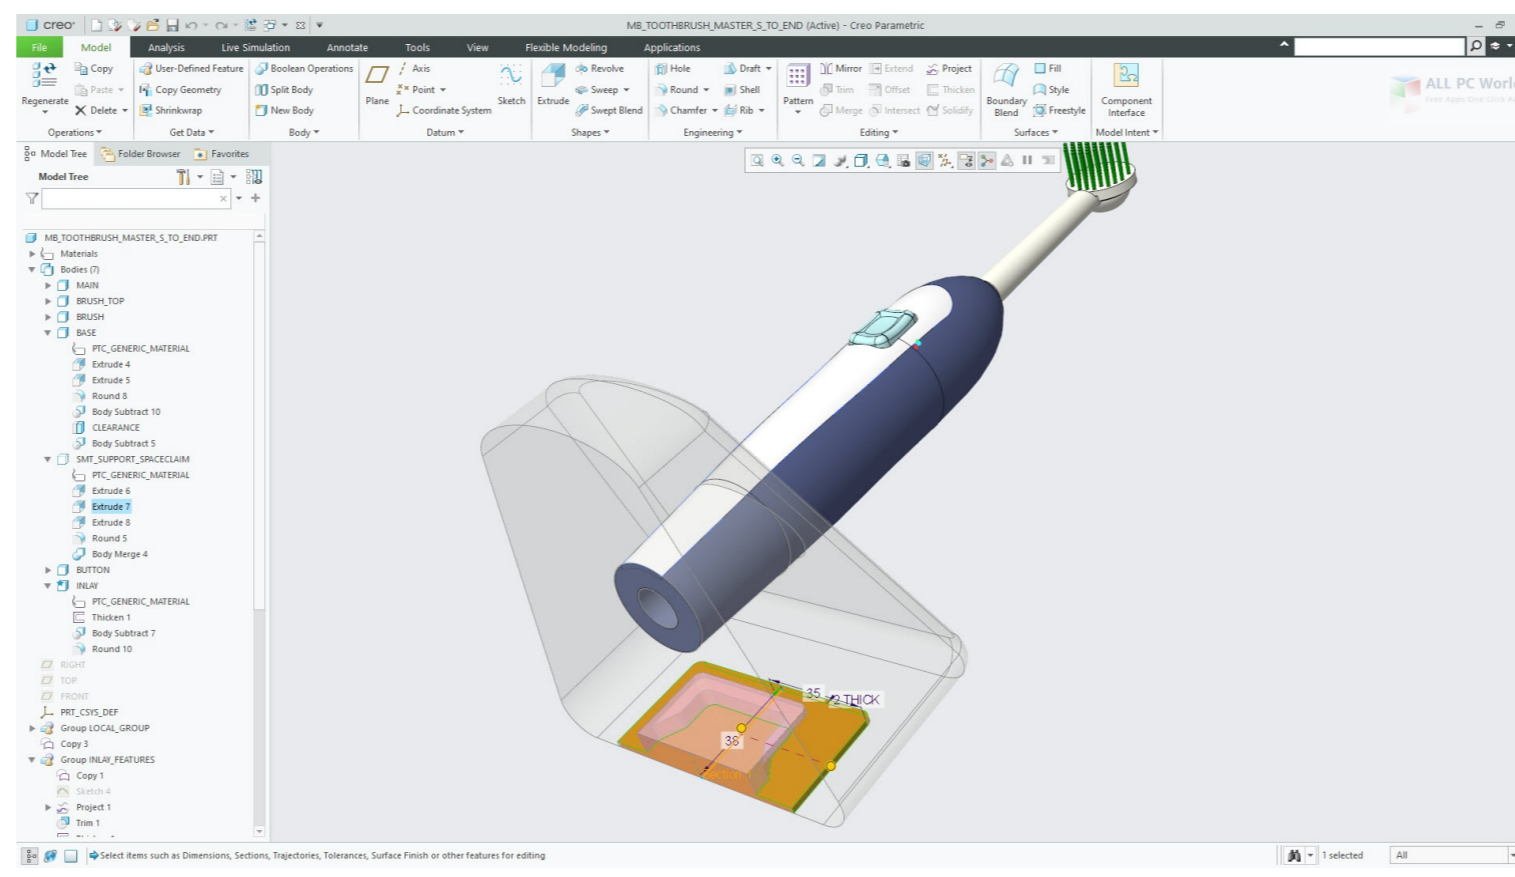 creo
MB_TOOTHBRUSH_MASTER_S_TO_END (Active) - Creo Parametric
File Model Analysis Live Simulation Annotate Tools View Flexible Modeling Applications
Regenerate Copy Paste Delete
User-Defined Feature Copy Geometry Shrinkwrap
Boolean Operations Split Body New Body
Plane Axis Point Coordinate System Sketch
Extrude Revolve Sweep Swept Blend
Hole Round Chamfer Draft Shell Rib
Pattern Mirror Trim Merge Extend Offset Intersect Project Thicken Solidify
Boundary Blend Fill Style Freestyle
Component Interface
ALL PC Worl
Operations Get Data Body Datum Shapes Engineering Editing Surfaces Model Intent
Model Tree Folder Browser Favorites
Model Tree
MB_TOOTHBRUSH_MASTER_S_TO_END.PRT
Materials
Bodies (7)
MAIN
BRUSH_TOP
BRUSH
BASE
PTC_GENERIC_MATERIAL
Extrude 4
Extrude 5
Round 8
Body Subtract 10
CLEARANCE
Body Subtract 5
SMT_SUPPORT_SPACECLAIM
PTC_GENERIC_MATERIAL
Extrude 6
Extrude 7
Extrude 8
Round 5
Body Merge 4
BUTTON
INLAY
PTC_GENERIC_MATERIAL
Thicken 1
Body Subtract 7
Round 10
RIGHT
TOP
FRONT
PRT_CSYS_DEF
Group LOCAL_GROUP
Copy 3
Group INLAY_FEATURES
Copy 1
Sketch 4
Project 1
Trim 1
35
2 THICK
38
Select items such as Dimensions, Sections, Trajectories, Tolerances, Surface Finish or other features for editing
1 selected
All